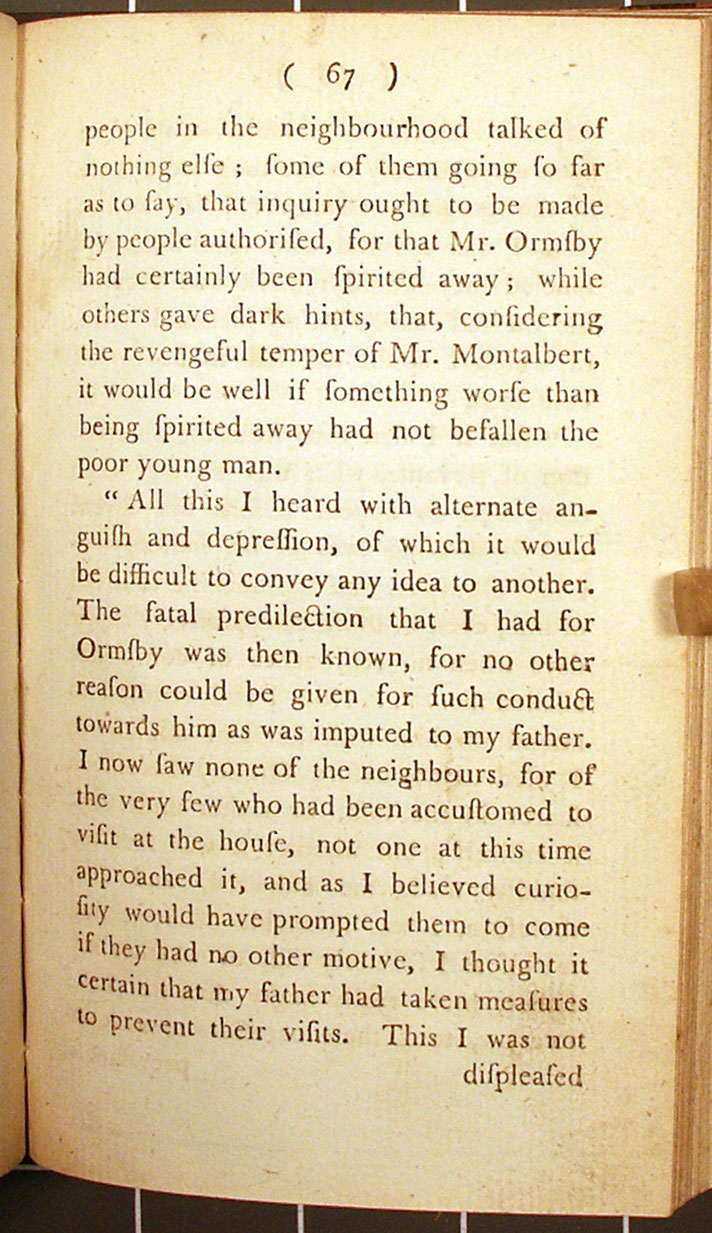 ( 67 )
people in the neighbourhood talked of
nothing elſe ; ſome of them going ſo far
as to ſay, that inquiry ought to be made
by people authoriſed, for that Mr. Ormſby
had certainly been ſpirited away ; while
others gave dark hints, that, conſidering
the revengeful temper of Mr. Montalbert,
it would be well if ſomething worſe than
being ſpirited away had not befallen the
poor young man.
“ All this I heard with alternate an-
guiſh and depreſſion, of which it would
be difficult to convey any idea to another.
The fatal predilection that I had for
Ormſby was then known, for no other
reaſon could be given for ſuch conduct
towards him as was imputed to my father.
I now ſaw none of the neighbours, for of
the very few who had been accuſtomed to
viſit at the houſe, not one at this time
approached it, and as I believed curio-
ſity would have prompted them to come
if they had no other motive, I thought it
certain that my father had taken meaſures
to prevent their viſits. This I was not
diſpleaſed